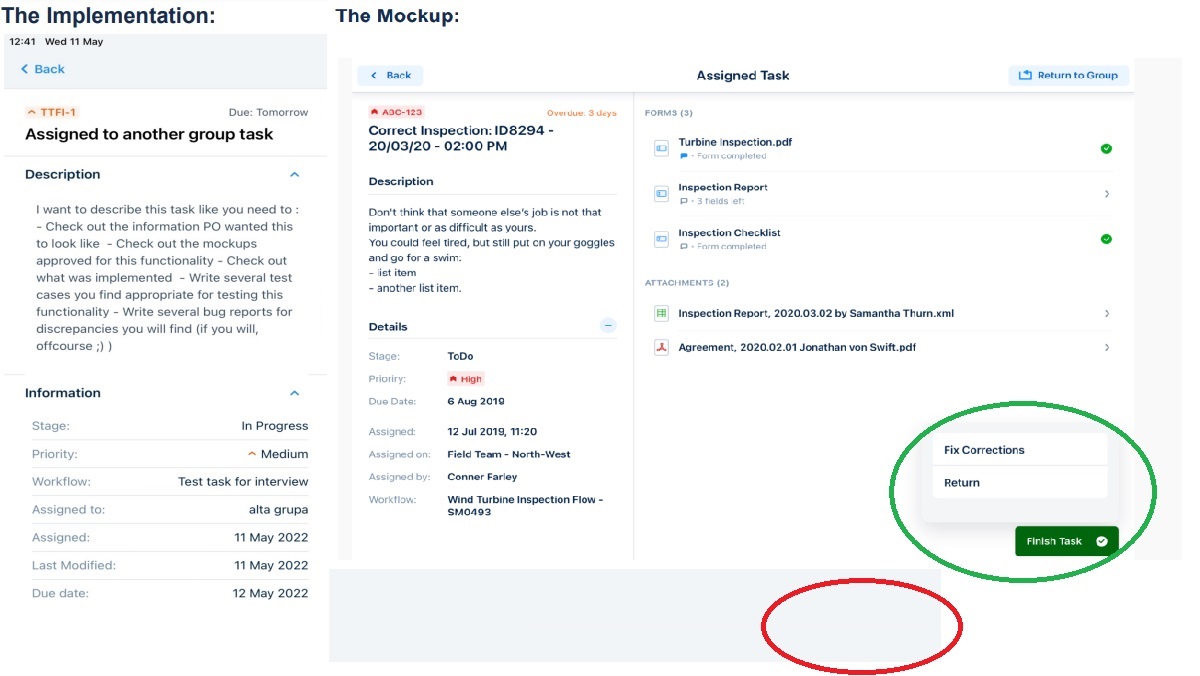 The Implementation:
12:41 Wed 11 May
Back
TTFI-1
Due: Tomorrow
Assigned to another group task
Description
I want to describe this task like you need to :
- Check out the information PO wanted this
to look like - Check out the mockups
approved for this functionality - Check out
what was implemented - Write several test
cases you find appropriate for testing this
functionality - Write several bug reports for
discrepancies you will find (if you will,
offcourse ;) )
Information
Stage: In Progress
Priority: Medium
Workflow: Test task for interview
Assigned to: alta grupa
Assigned: 11 May 2022
Last Modified: 11 May 2022
Due date: 12 May 2022
The Mockup:
Back
Assigned Task
Return to Group
ABC-123
Overdue: 3 days
Correct Inspection: ID8294 -
20/03/20 - 02:00 PM
Description
Don't think that someone else's job is not that
important or as difficult as yours.
You could feel tired, but still put on your goggles
and go for a swim:
- list item
- another list item.
Details
Stage: ToDo
Priority: High
Due Date: 6 Aug 2019
Assigned: 12 Jul 2019, 11:20
Assigned on: Field Team - North-West
Assigned by: Conner Farley
Workflow: Wind Turbine Inspection Flow -
SM0493
FORMS (3)
Turbine Inspection.pdf
- Form completed
Inspection Report
- 3 fields left
Inspection Checklist
- Form completed
ATTACHMENTS (2)
Inspection Report, 2020.03.02 by Samantha Thurn.xml
Agreement, 2020.02.01 Jonathan von Swift.pdf
Fix Corrections
Return
Finish Task